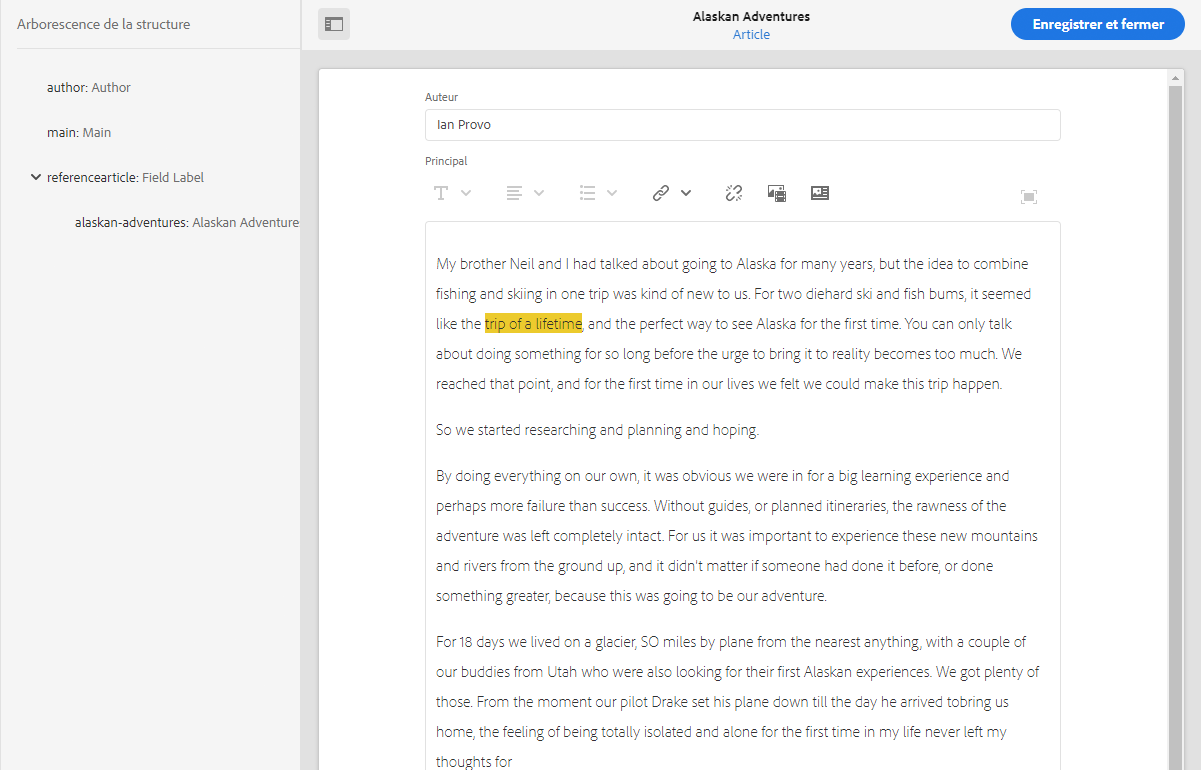 Arborescence de la structure
author: Author
main: Main
referencearticle: Field Label
alaskan-adventures: Alaskan Adventure
Alaskan Adventures
Article
Enregistrer et fermer
Auteur
Ian Provo
Principal
My brother Neil and I had talked about going to Alaska for many years, but the idea to combine
fishing and skiing in one trip was kind of new to us. For two diehard ski and fish bums, it seemed
like the trip of a lifetime, and the perfect way to see Alaska for the first time. You can only talk
about doing something for so long before the urge to bring it to reality becomes too much. We
reached that point, and for the first time in our lives we felt we could make this trip happen.
So we started researching and planning and hoping.
By doing everything on our own, it was obvious we were in for a big learning experience and
perhaps more failure than success. Without guides, or planned itineraries, the rawness of the
adventure was left completely intact. For us it was important to experience these new mountains
and rivers from the ground up, and it didn't matter if someone had done it before, or done
something greater, because this was going to be our adventure.
For 18 days we lived on a glacier, SO miles by plane from the nearest anything, with a couple of
our buddies from Utah who were also looking for their first Alaskan experiences. We got plenty of
those. From the moment our pilot Drake set his plane down till the day he arrived tobring us
home, the feeling of being totally isolated and alone for the first time in my life never left my
thoughts for